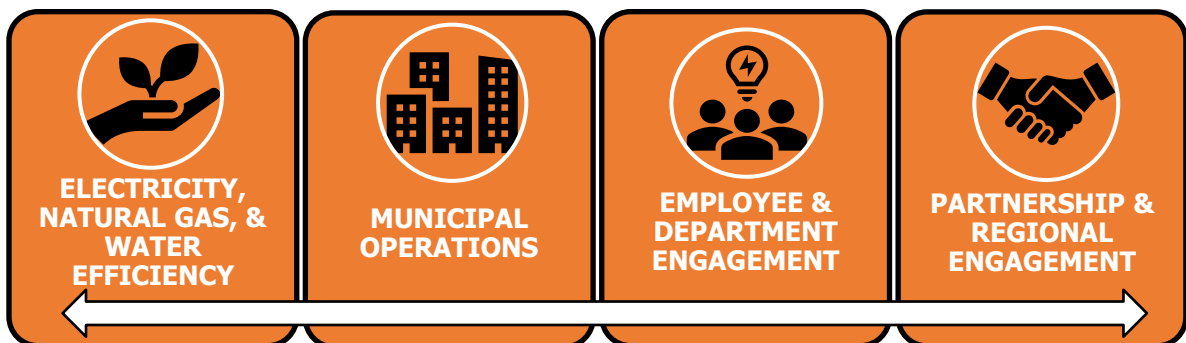 ELECTRICITY,
NATURAL GAS, &
WATER
EFFICIENCY
MUNICIPAL
OPERATIONS
EMPLOYEE &
DEPARTMENT
ENGAGEMENT
PARTNERSHIP &
REGIONAL
ENGAGEMENT